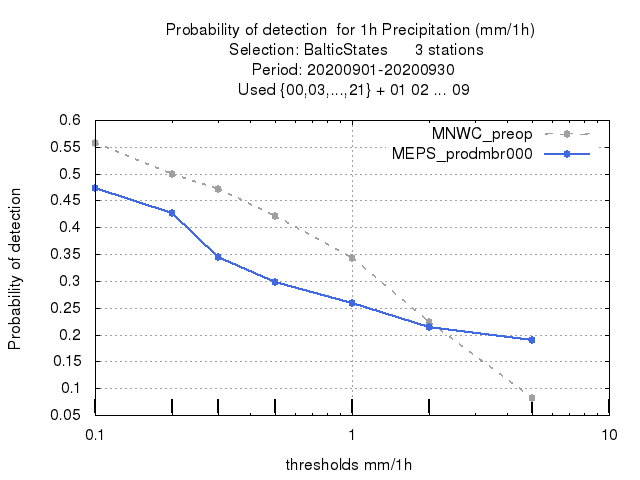 Probability of detection  for 1h Precipitation (mm/1h)
Selection: BalticStates      3 stations
Period: 20200901-20200930
Used {00,03,...,21} + 01 02 ... 09
MNWC_preop
MEPS_prodmbr000
Probability of detection
0.6
0.55
0.5
0.45
0.4
0.35
0.3
0.25
0.2
0.15
0.1
0.05
0.1
1
10
thresholds mm/1h